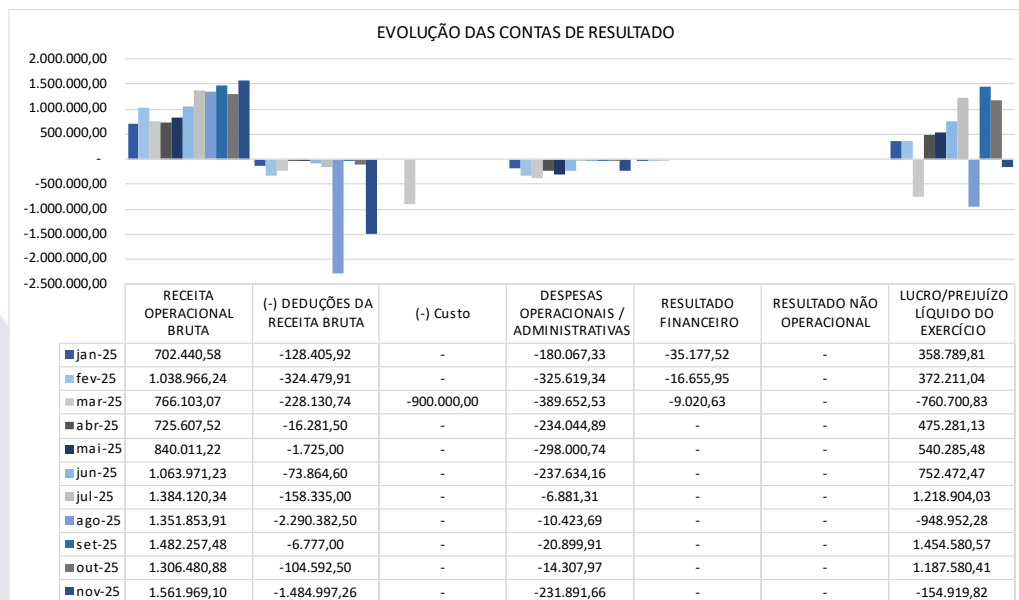 EVOLUÇÃO DAS CONTAS DE RESULTADO
2.000.000,00
1.500.000,00
1.000.000,00
500.000,00
-
-500.000,00
-1.000.000,00
-1.500.000,00
-2.000.000,00
-2.500.000,00
RECEITA OPERACIONAL BRUTA (-) DEDUÇÕES DA RECEITA BRUTA (-) Custo DESPESAS OPERACIONAIS / ADMINISTRATIVAS RESULTADO FINANCEIRO RESULTADO NÃO OPERACIONAL LUCRO/PREJUÍZO LÍQUIDO DO EXERCÍCIO
jan-25 702.440,58 -128.405,92 - -180.067,33 -35.177,52 - 358.789,81
fev-25 1.038.966,24 -324.479,91 - -325.619,34 -16.655,95 - 372.211,04
mar-25 766.103,07 -228.130,74 -900.000,00 -389.652,53 -9.020,63 - -760.700,83
abr-25 725.607,52 -16.281,50 - -234.044,89 - - 475.281,13
mai-25 840.011,22 -1.725,00 - -298.000,74 - - 540.285,48
jun-25 1.063.971,23 -73.864,60 - -237.634,16 - - 752.472,47
jul-25 1.384.120,34 -158.335,00 - -6.881,31 - - 1.218.904,03
ago-25 1.351.853,91 -2.290.382,50 - -10.423,69 - - -948.952,28
set-25 1.482.257,48 -6.777,00 - -20.899,91 - - 1.454.580,57
out-25 1.306.480,88 -104.592,50 - -14.307,97 - - 1.187.580,41
nov-25 1.561.969,10 -1.484.997,26 - -231.891,66 - - -154.919,82